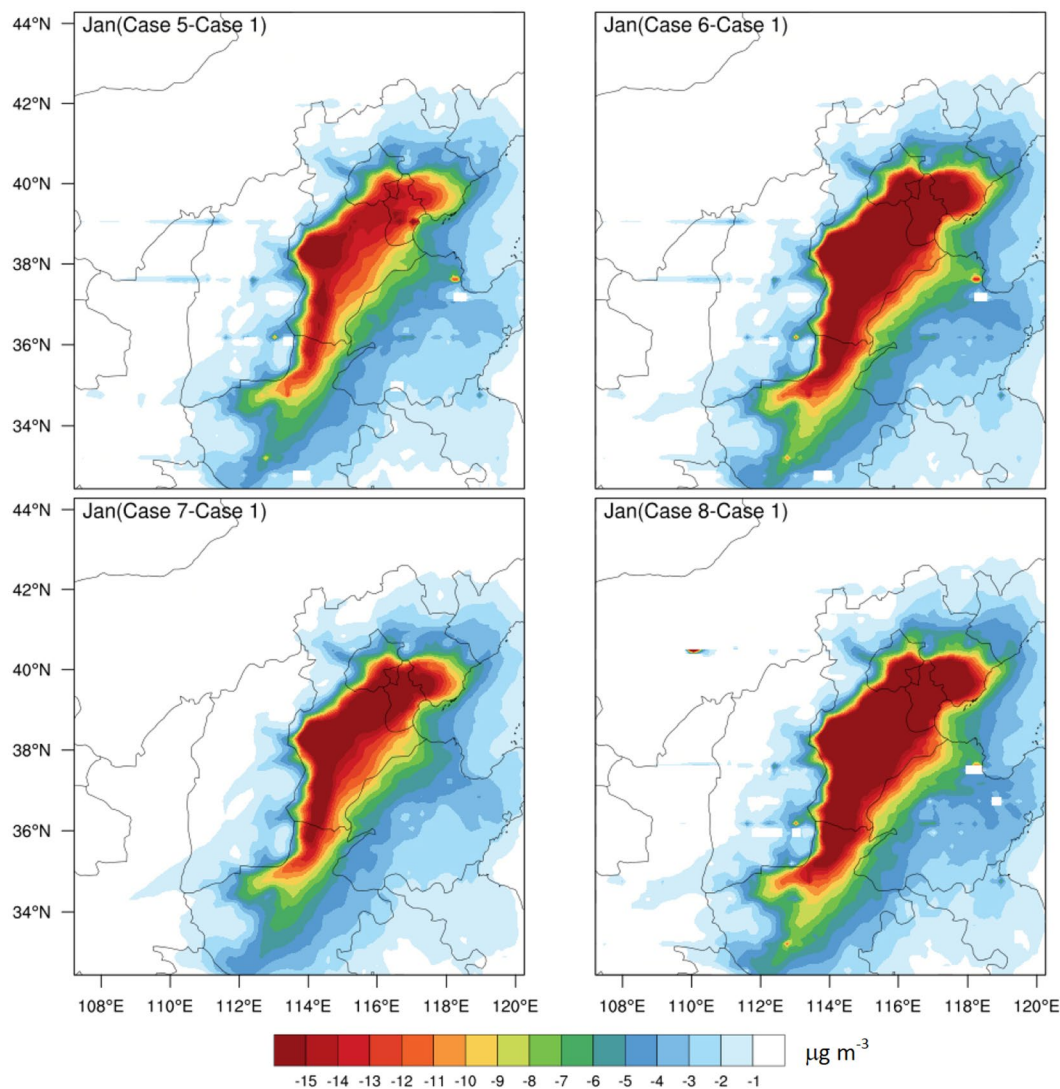 Jan(Case 5-Case 1)
Jan(Case 6-Case 1)
44°N
42°N
40°N
38°N
36°N
34°N
Jan(Case 7-Case 1)
Jan(Case 8-Case 1)
44°N
42°N
40°N
38°N
36°N
34°N
108°E 110°E 112°E 114°E 116°E 118°E 120°E
108°E 110°E 112°E 114°E 116°E 118°E 120°E
μg m⁻³
-15 -14 -13 -12 -11 -10 -9 -8 -7 -6 -5 -4 -3 -2 -1